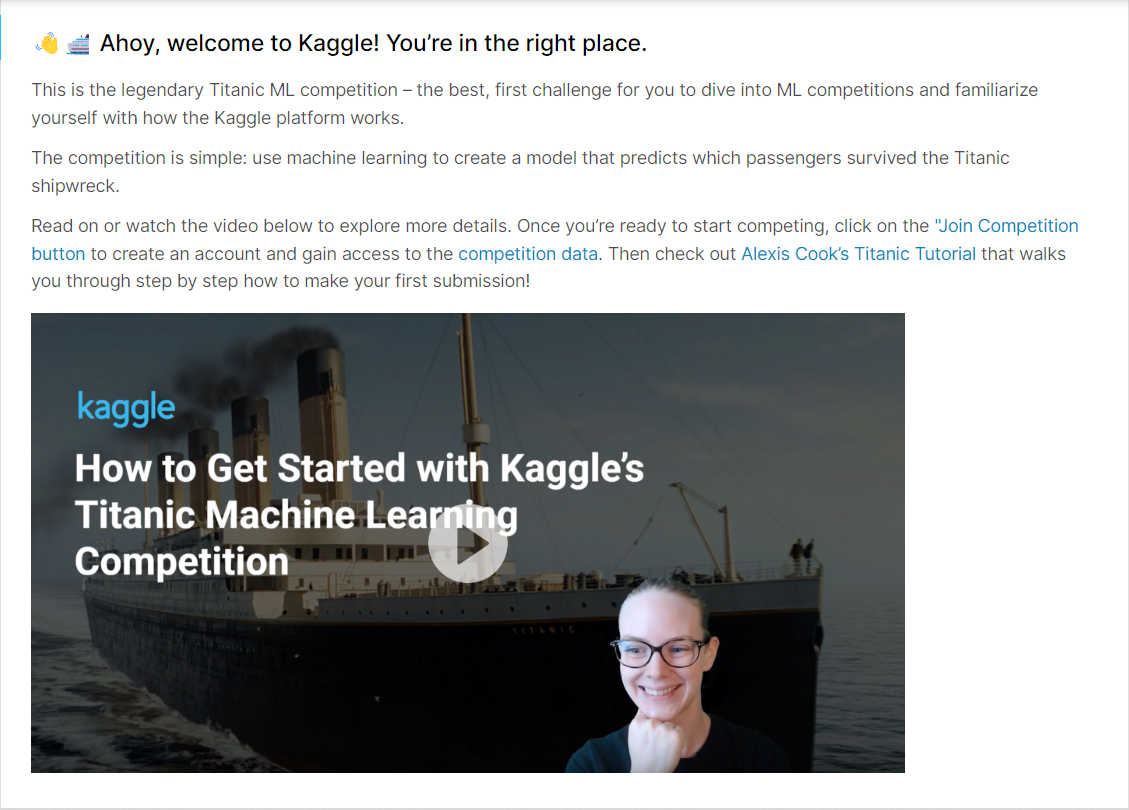 👋🛳️ Ahoy, welcome to Kaggle! You’re in the right place.
This is the legendary Titanic ML competition – the best, first challenge for you to dive into ML competitions and familiarize
yourself with how the Kaggle platform works.
The competition is simple: use machine learning to create a model that predicts which passengers survived the Titanic
shipwreck.
Read on or watch the video below to explore more details. Once you’re ready to start competing, click on the "Join Competition
button to create an account and gain access to the competition data. Then check out Alexis Cook’s Titanic Tutorial that walks
you through step by step how to make your first submission!
kaggle
How to Get Started with Kaggle’s
Titanic Machine Learning
Competition
TITANIC